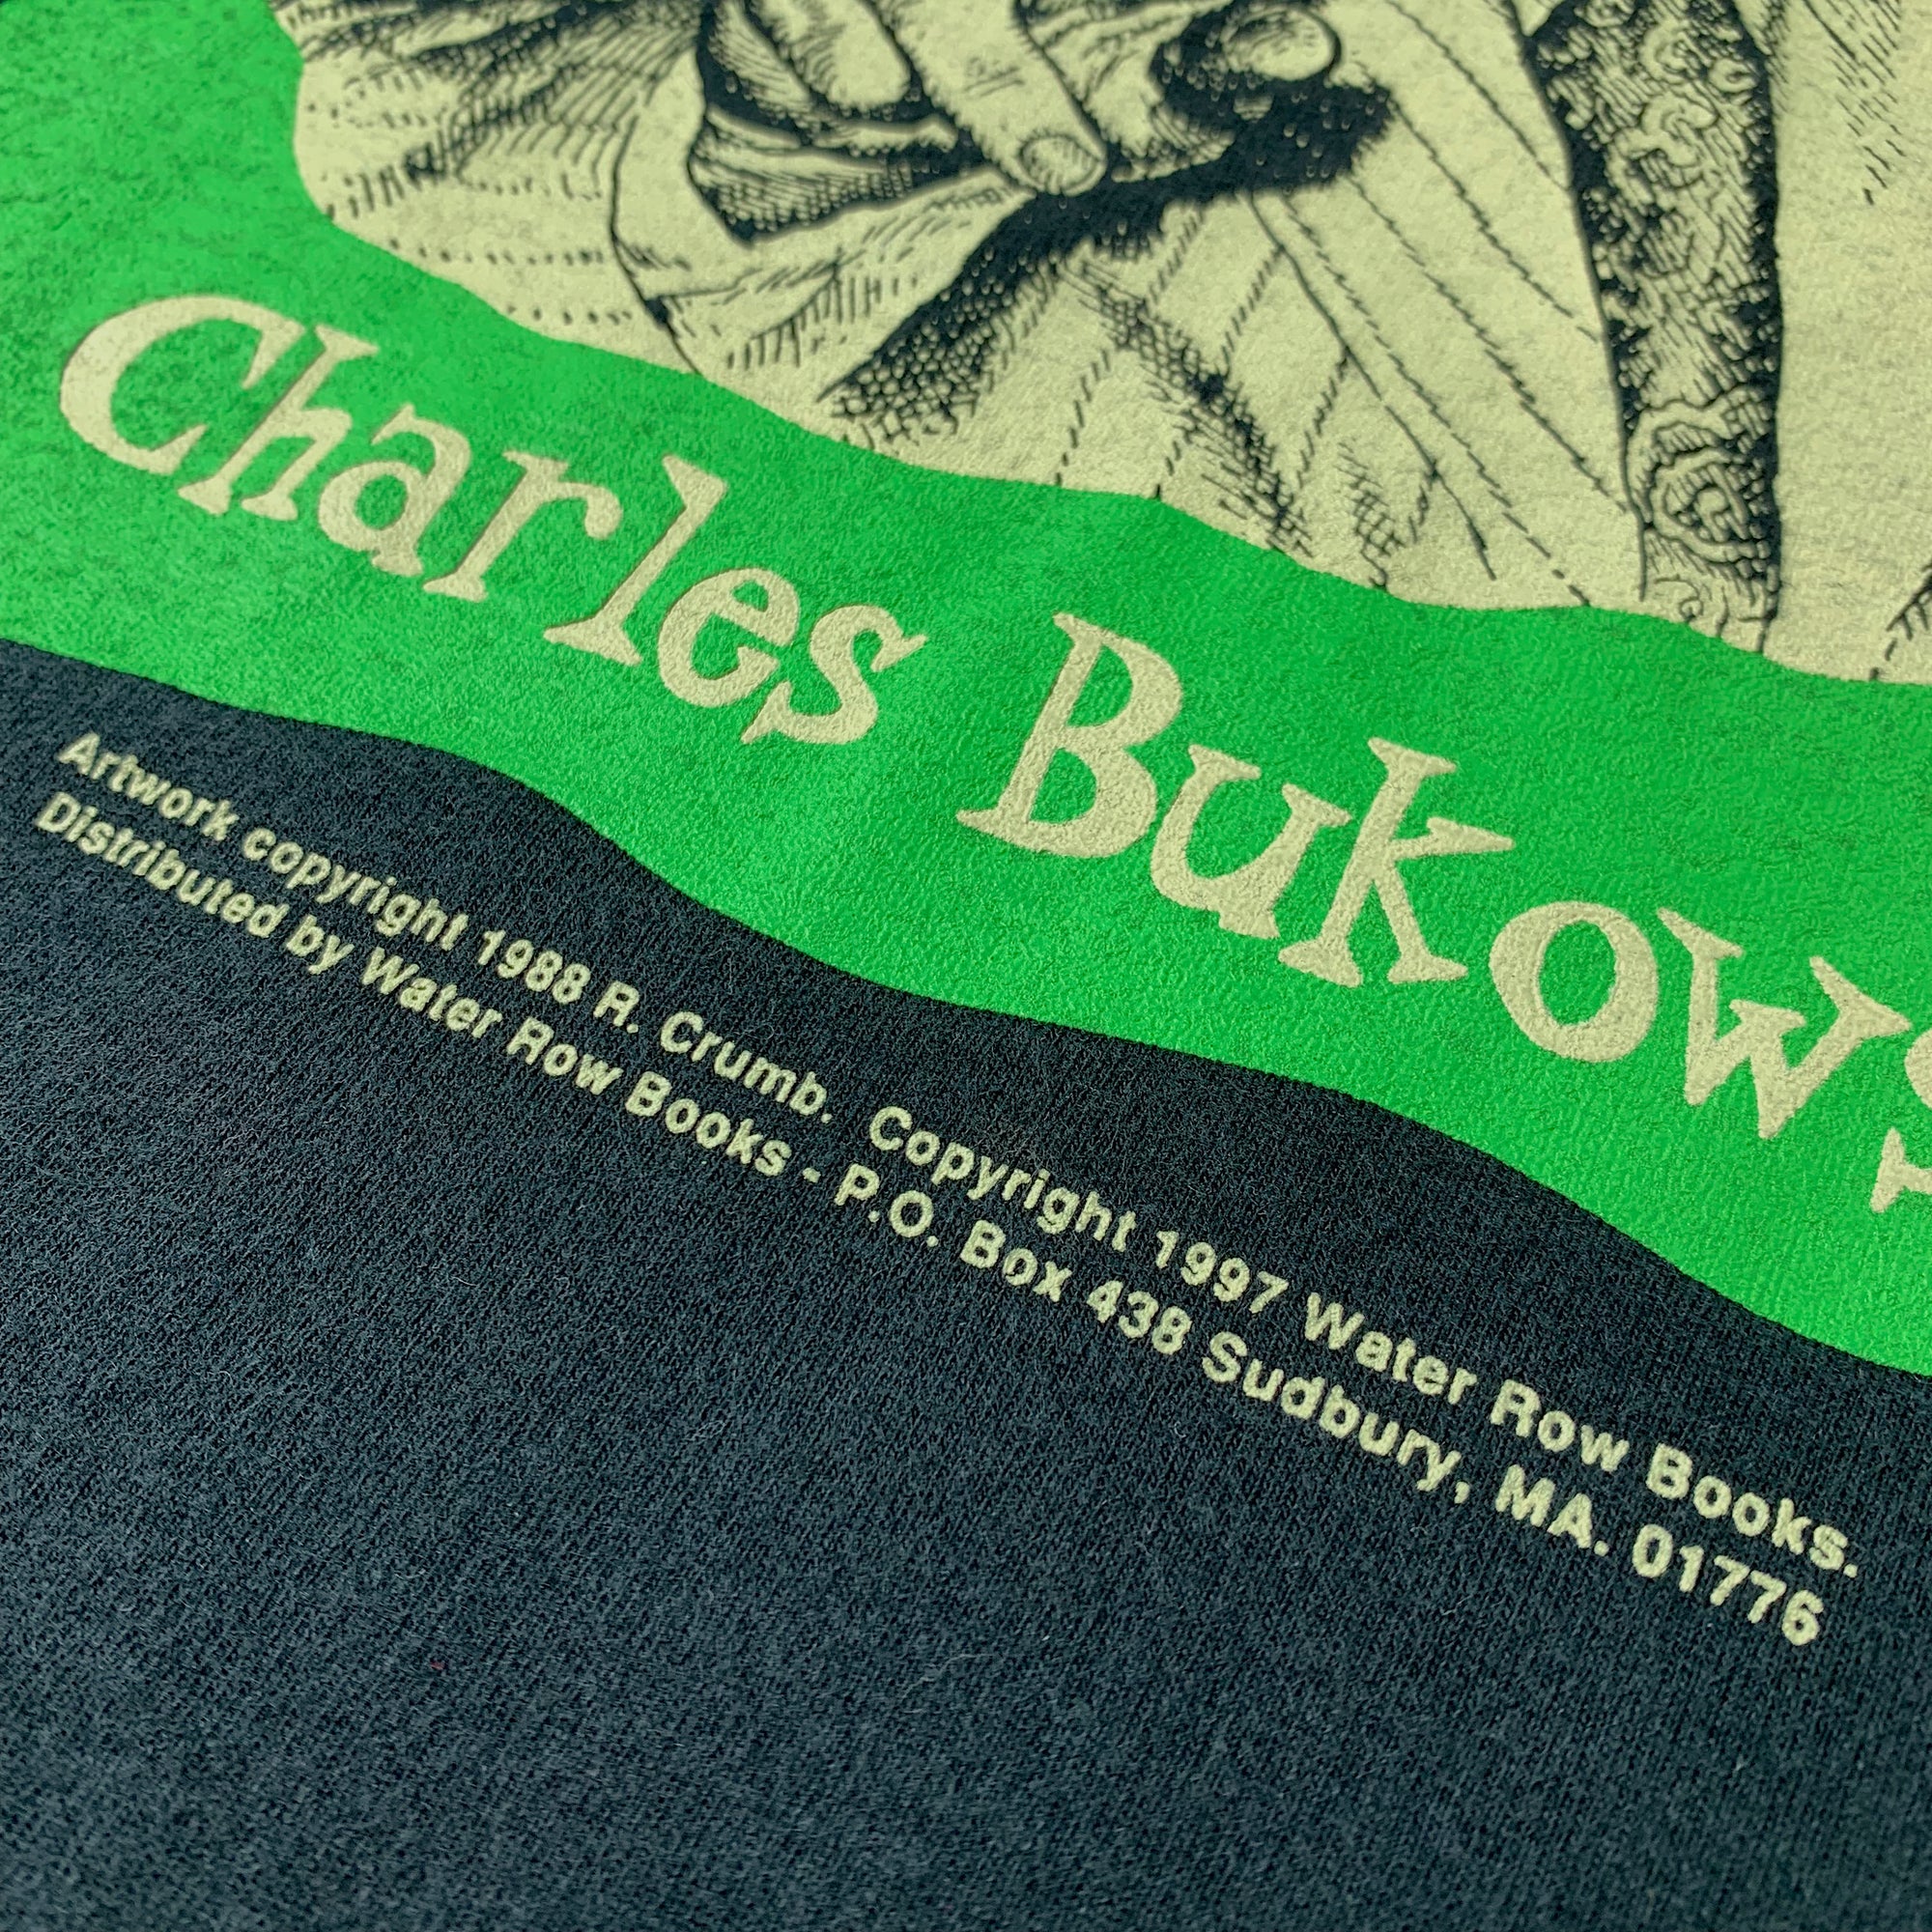 Charles Bukows
Artwork copyright 1988 R. Crumb. Copyright 1997 Water Row Books.
Distributed by Water Row Books - P.O. Box 438 Sudbury, MA. 01776